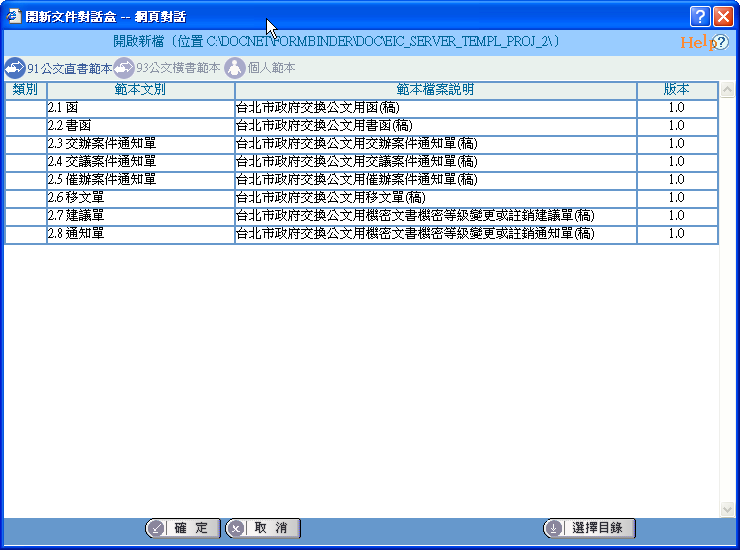 開新文件對話盒 -- 網頁對話
開啟新檔〔位置 C:\DOCNET\FORMBINDER\DOC\EIC_SERVER_TEMPL_PROJ_2\〕 Help
91公文直書範本 93公文橫書範本 個人範本
類別 範本文別 範本檔案說明 版本
2.1 函 台北市政府交換公文用函(稿) 1.0
2.2 書函 台北市政府交換公文用書函(稿) 1.0
2.3 交辦案件通知單 台北市政府交換公文用交辦案件通知單(稿) 1.0
2.4 交議案件通知單 台北市政府交換公文用交議案件通知單(稿) 1.0
2.5 催辦案件通知單 台北市政府交換公文用催辦案件通知單(稿) 1.0
2.6 移文單 台北市政府交換公文用移文單(稿) 1.0
2.7 建議單 台北市政府交換公文用機密文書機密等級變更或註銷建議單(稿) 1.0
2.8 通知單 台北市政府交換公文用機密文書機密等級變更或註銷通知單(稿) 1.0
確 定 取 消 選擇目錄